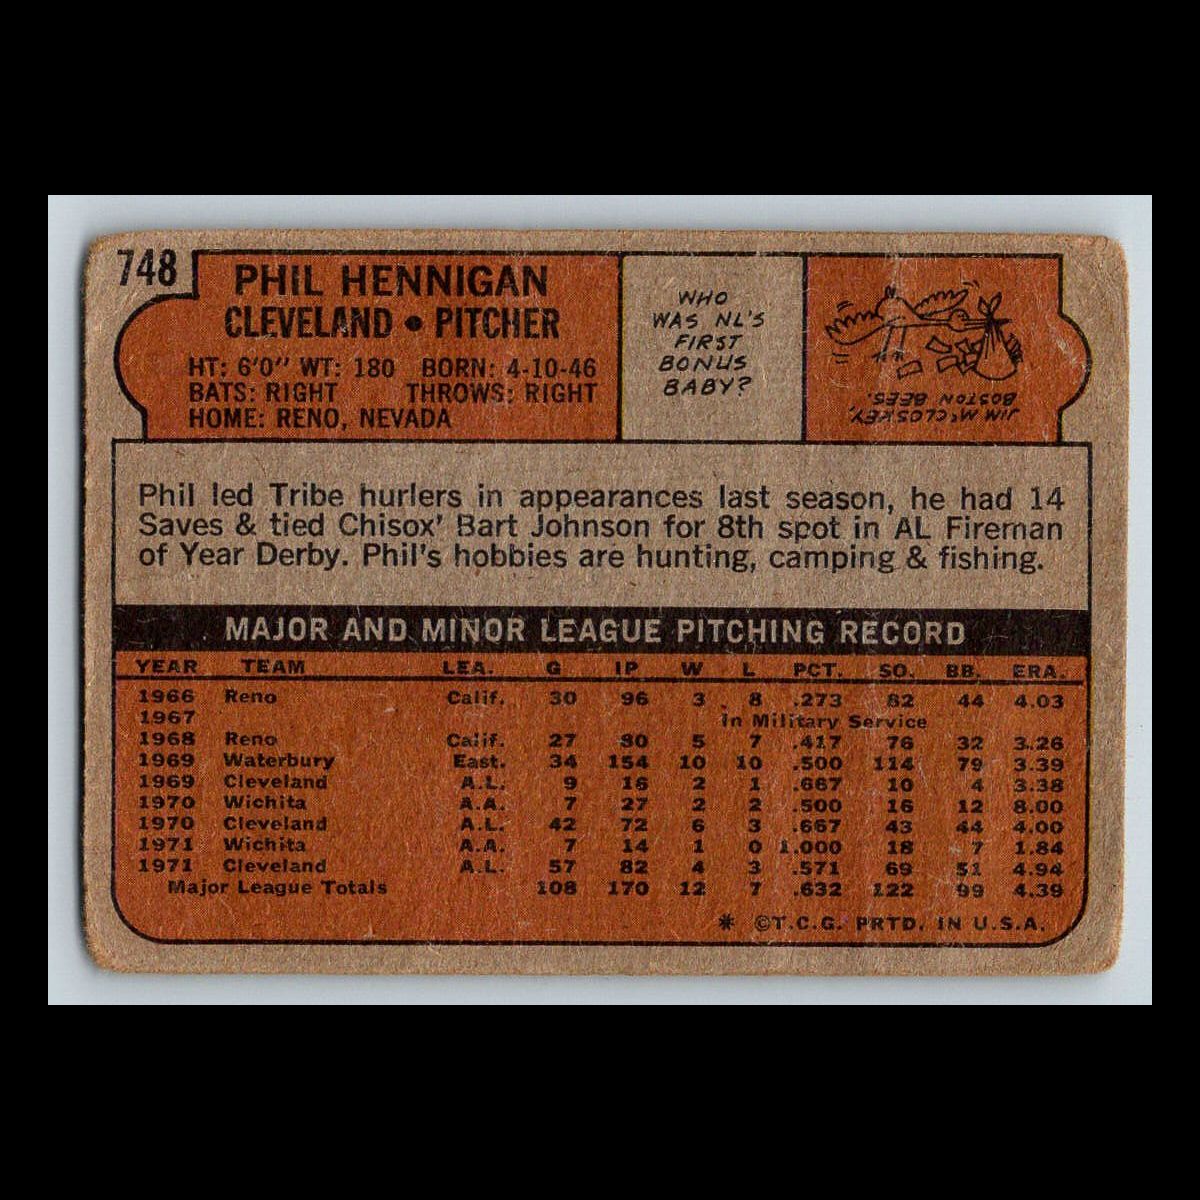 748
PHIL HENNIGAN
CLEVELAND • PITCHER
HT: 6'0" WT: 180 BORN: 4-10-46
BATS: RIGHT THROWS: RIGHT
HOME: RENO, NEVADA
WHO
WAS NL'S
FIRST
BONUS
BABY?
JIM McCLOSKEY,
BOSTON BEES.
Phil led Tribe hurlers in appearances last season, he had 14
Saves & tied Chisox' Bart Johnson for 8th spot in AL Fireman
of Year Derby. Phil's hobbies are hunting, camping & fishing.
MAJOR AND MINOR LEAGUE PITCHING RECORD
YEAR TEAM LEA. G IP W L PCT. SO. BB. ERA.
1966 Reno Calif. 30 96 3 8 .273 82 44 4.03
1967 In Military Service
1968 Reno Calif. 27 80 5 7 .417 76 32 3.26
1969 Waterbury East. 34 154 10 10 .500 114 79 3.39
1969 Cleveland A.L. 9 16 2 1 .667 10 4 3.38
1970 Wichita A.A. 7 27 2 2 .500 16 12 8.00
1970 Cleveland A.L. 42 72 6 3 .667 43 44 4.00
1971 Wichita A.A. 7 14 1 0 1.000 18 7 1.84
1971 Cleveland A.L. 57 82 4 3 .571 69 51 4.94
Major League Totals 108 170 12 7 .632 122 99 4.39
* ©T.C.G. PRTD. IN U.S.A.